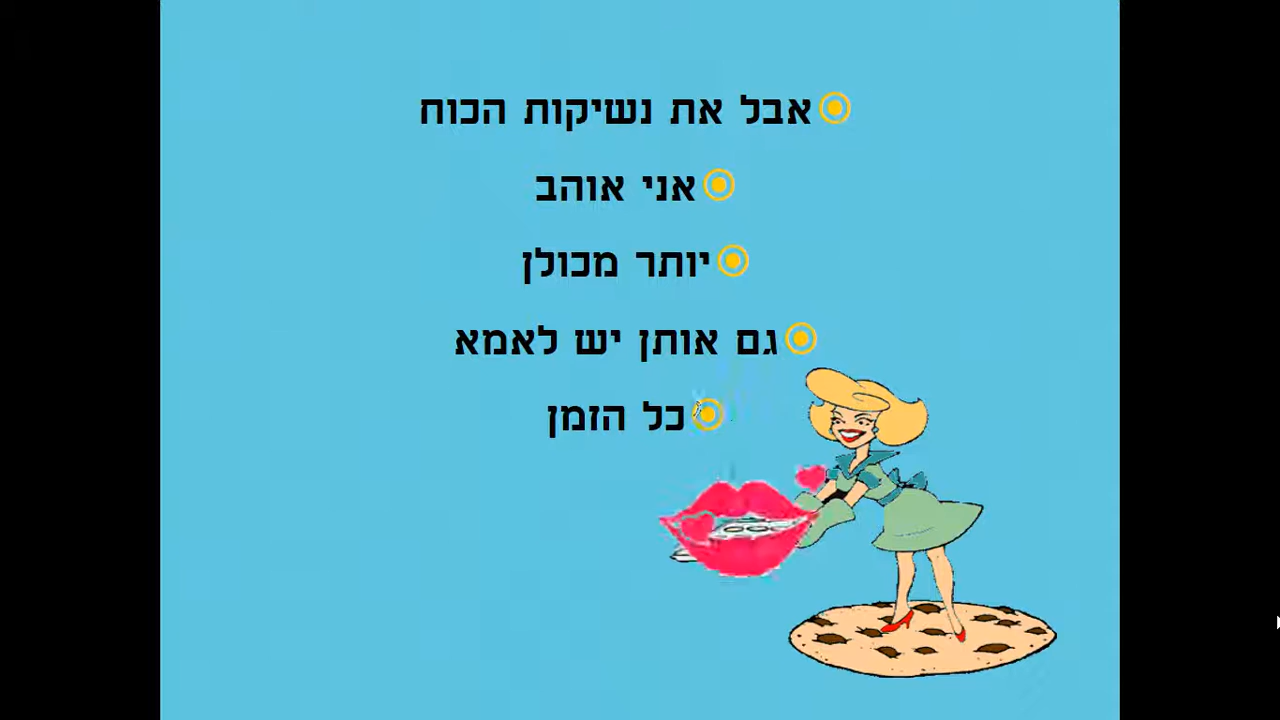 אבל את נשיקות הכוח
אני אוהב
יותר מכולן
גם אותן יש לאמא
כל הזמן